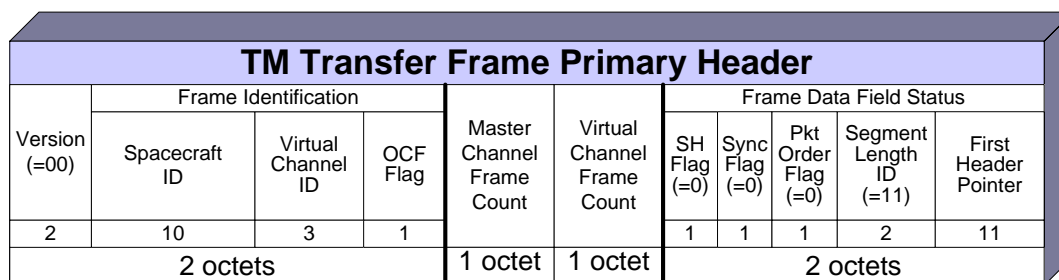 TM Transfer Frame Primary Header
Frame Identification
Frame Data Field Status
Version
(=00)
Spacecraft
ID
Virtual
Channel
ID
OCF
Flag
Master
Channel
Frame
Count
Virtual
Channel
Frame
Count
SH
Flag
(=0)
Sync
Flag
(=0)
Pkt
Order
Flag
(=0)
Segment
Length
ID
(=11)
First
Header
Pointer
2 10 3 1 1 1 1 2 11
2 octets 1 octet 1 octet 2 octets